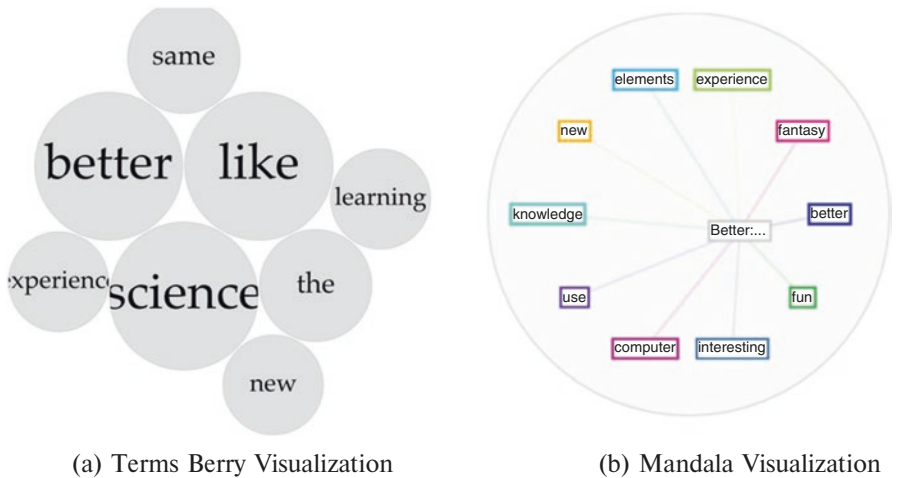 same
better
like
learning
experience
science
the
new
elements
experience
new
fantasy
knowledge
better
Better:...
use
fun
computer
interesting
(a) Terms Berry Visualization
(b) Mandala Visualization